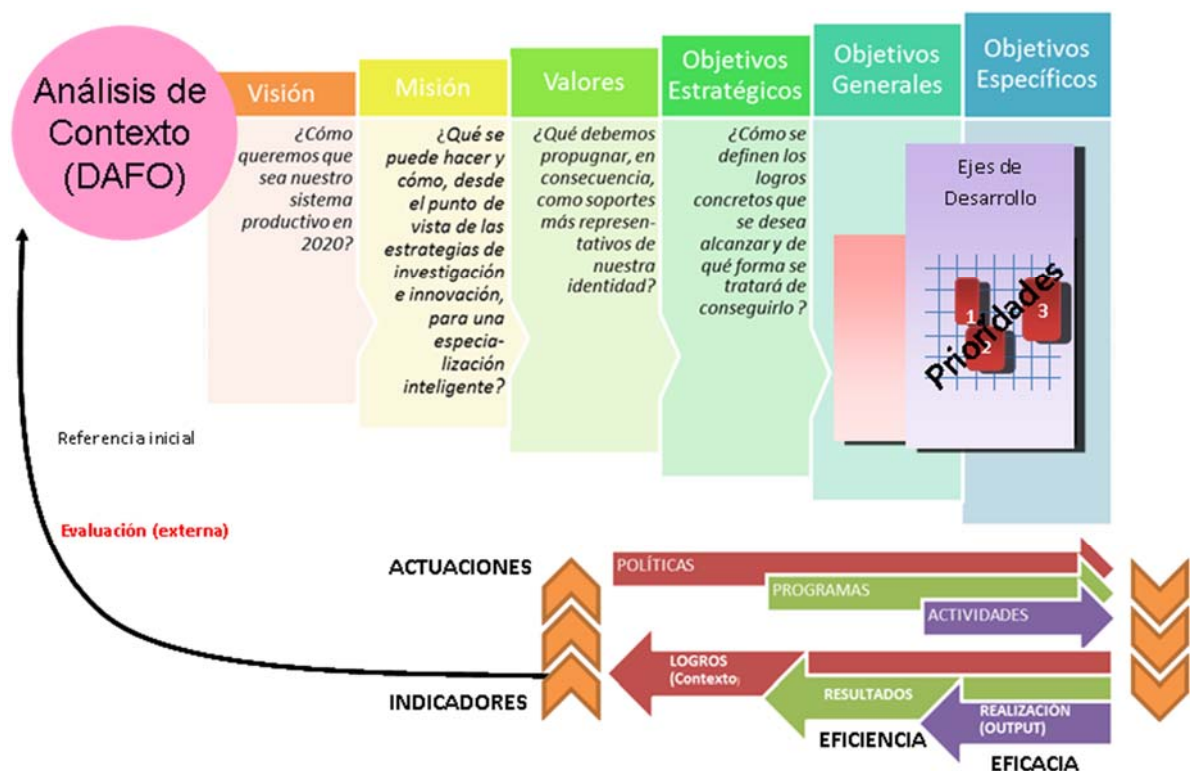 Análisis de
Contexto
(DAFO)
Visión
¿Cómo
queremos que
sea nuestro
sistema
productivo en
2020?
Misión
¿Qué se
puede hacer y
cómo, desde
el punto de
vista de las
estrategias de
investigación
e innovación,
para una
especia-
lización
inteligente?
Valores
¿Qué debemos
propugnar, en
consecuencia,
como soportes
más represen-
tativos de
nuestra
identidad?
Objetivos
Estratégicos
¿Cómo se
definen los
logros
concretos que
se desea
alcanzar y de
qué forma se
tratará de
conseguirlo ?
Objetivos
Generales
Objetivos
Específicos
Ejes de
Desarrollo
1
2
3
Prioridades
Referencia inicial
Evaluación (externa)
ACTUACIONES
POLÍTICAS
PROGRAMAS
ACTIVIDADES
INDICADORES
LOGROS
(Contexto)
RESULTADOS
REALIZACIÓN
(OUTPUT)
EFICIENCIA
EFICACIA